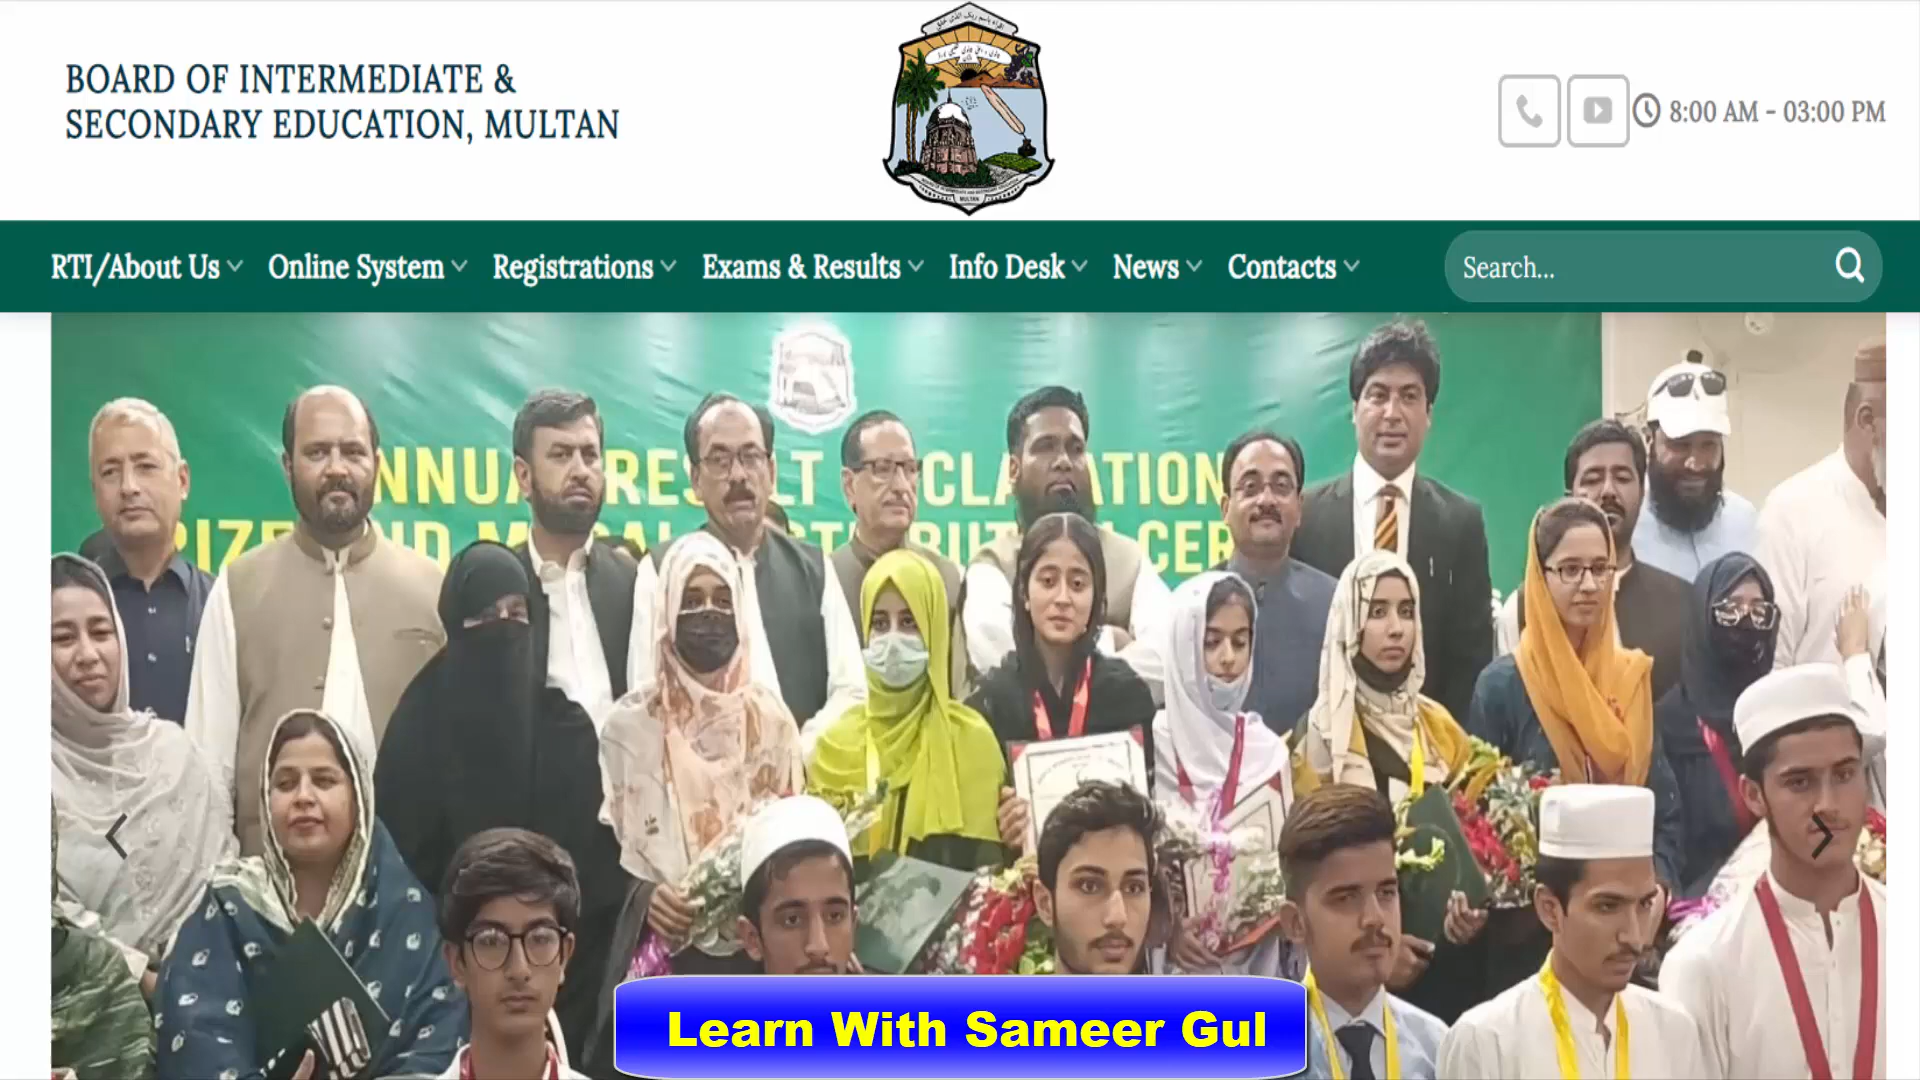 BOARD OF INTERMEDIATE &
SECONDARY EDUCATION, MULTAN
MULTAN
8:00 AM - 03:00 PM
RTI/About Us
Online System
Registrations
Exams & Results
Info Desk
News
Contacts
Search...
Learn With Sameer Gul